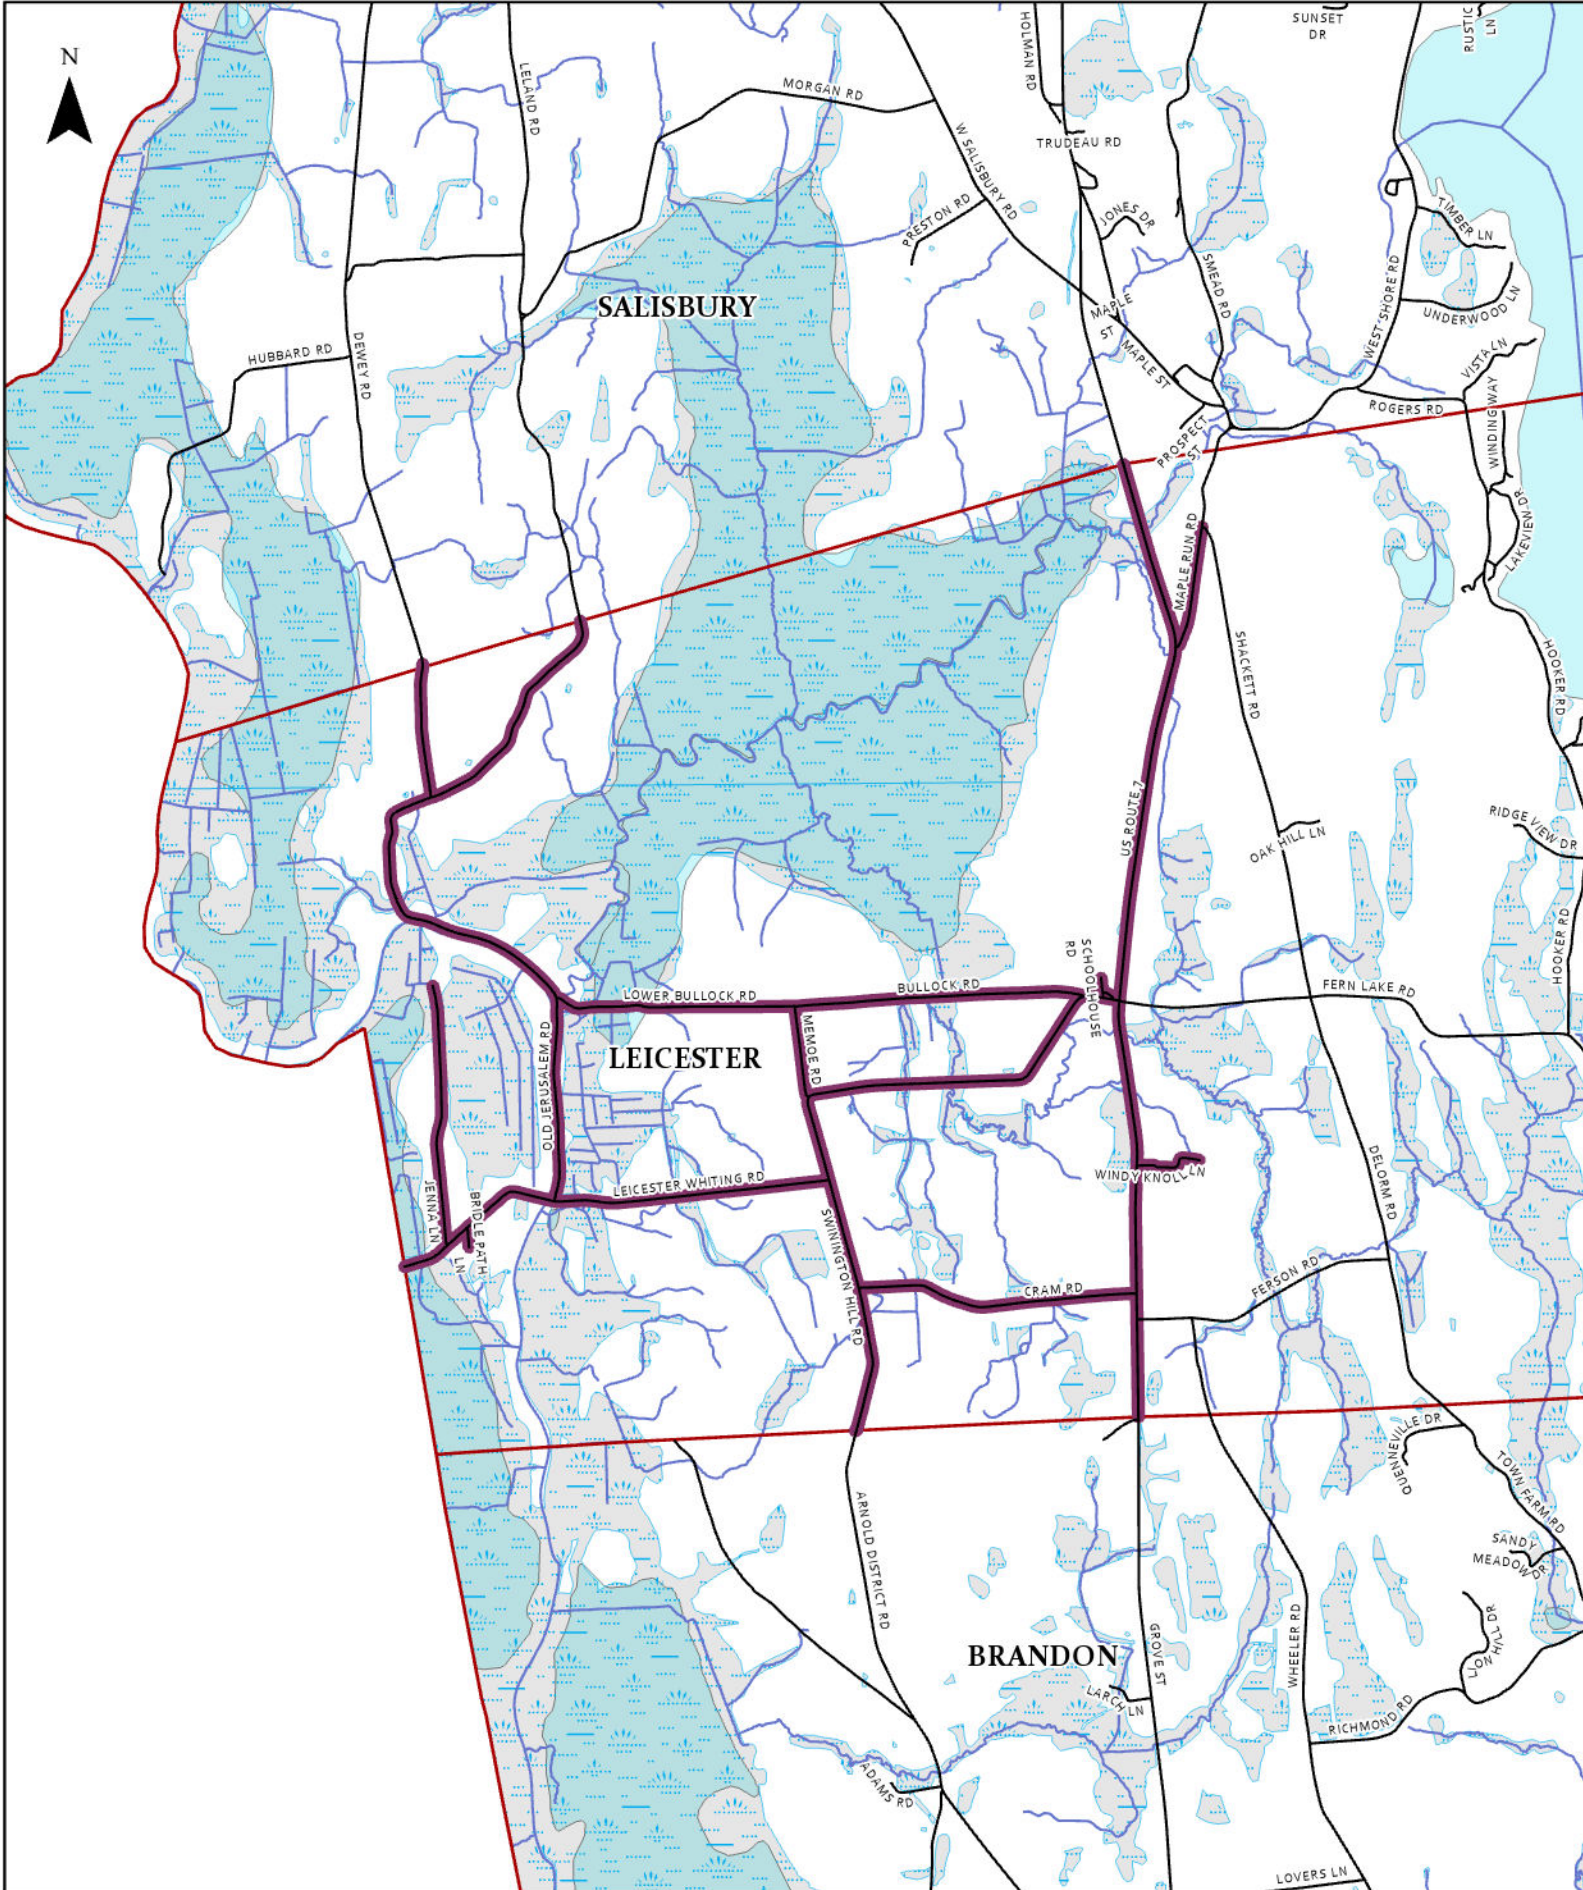 SUNSET
DR
RUSTIC
LN
HOLMAN RD
N
LELAND RD
MORGAN RD
W SALISBURY RD
TRUDEAU RD
PRESTON RD
JONES DR
TIMBER LN
SMEAD RD
WEST SHORE RD
UNDERWOOD LN
SALISBURY
MAPLE
ST
MAPLE ST
HUBBARD RD
DEWEY RD
VISTA LN
WINDING WAY
ROGERS RD
PROSPECT
ST
LAKEVIEW DR
MAPLE RUN RD
SHACKETT RD
HOOKER RD
US ROUTE 7
OAK HILL LN
RIDGE VIEW DR
HOOKER RD
SCHOOLHOUSE
RD
BULLOCK RD
LOWER BULLOCK RD
FERN LAKE RD
MEMOE RD
OLD JERUSALEM RD
LEICESTER
LEICESTER WHITING RD
WINDY KNOLL LN
DELORM RD
JENNA LN
BRIDLE PATH
LN
SWININGTON HILL RD
CRAM RD
FERSON RD
QUENNEVILLE DR
TOWN FARM RD
SANDY
MEADOW DR
ARNOLD DISTRICT RD
BRANDON
GROVE ST
WHEELER RD
LARCH LN
LON HILL DR
RICHMOND RD
ADAMS RD
LOVERS LN